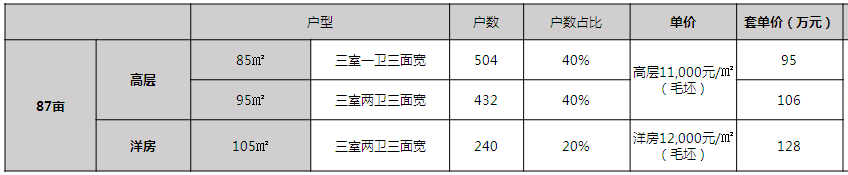 户型 户数 户数占比 单价 套单价（万元）
87亩 高层 85㎡ 三室一卫三面宽 504 40% 高层11,000元/㎡ 95
（毛坯）
95㎡ 三室两卫三面宽 432 40% 106
洋房 105㎡ 三室两卫三面宽 240 20% 洋房12,000元/㎡ 128
（毛坯）